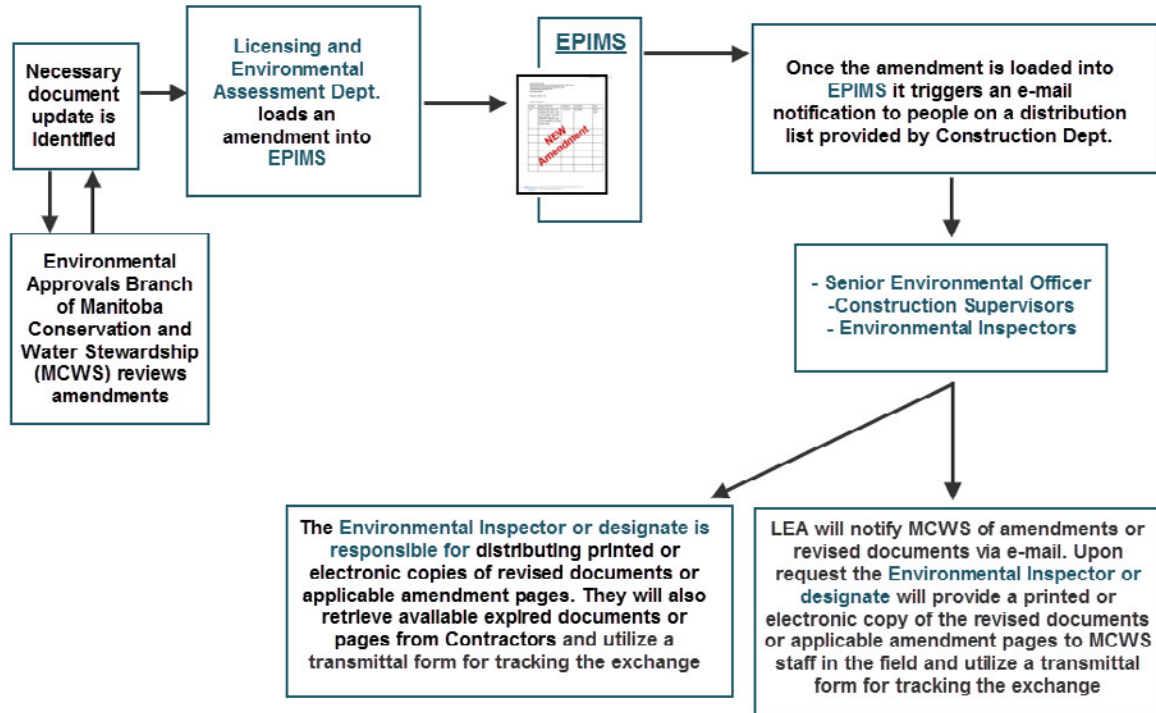 Necessary
document
update is
Identified
Licensing and
Environmental
Assessment Dept.
loads an
amendment into
EPIMS
EPIMS
NEW
Amendment
Once the amendment is loaded into
EPIMS it triggers an e-mail
notification to people on a distribution
list provided by Construction Dept.
Environmental
Approvals Branch
of Manitoba
Conservation and
Water Stewardship
(MCWS) reviews
amendments
- Senior Environmental Officer
-Construction Supervisors
- Environmental Inspectors
The Environmental Inspector or designate is
responsible for distributing printed or
electronic copies of revised documents or
applicable amendment pages. They will also
retrieve available expired documents or
pages from Contractors and utilize a
transmittal form for tracking the exchange
LEA will notify MCWS of amendments or
revised documents via e-mail. Upon
request the Environmental Inspector or
designate will provide a printed or
electronic copy of the revised documents
or applicable amendment pages to MCWS
staff in the field and utilize a transmittal
form for tracking the exchange